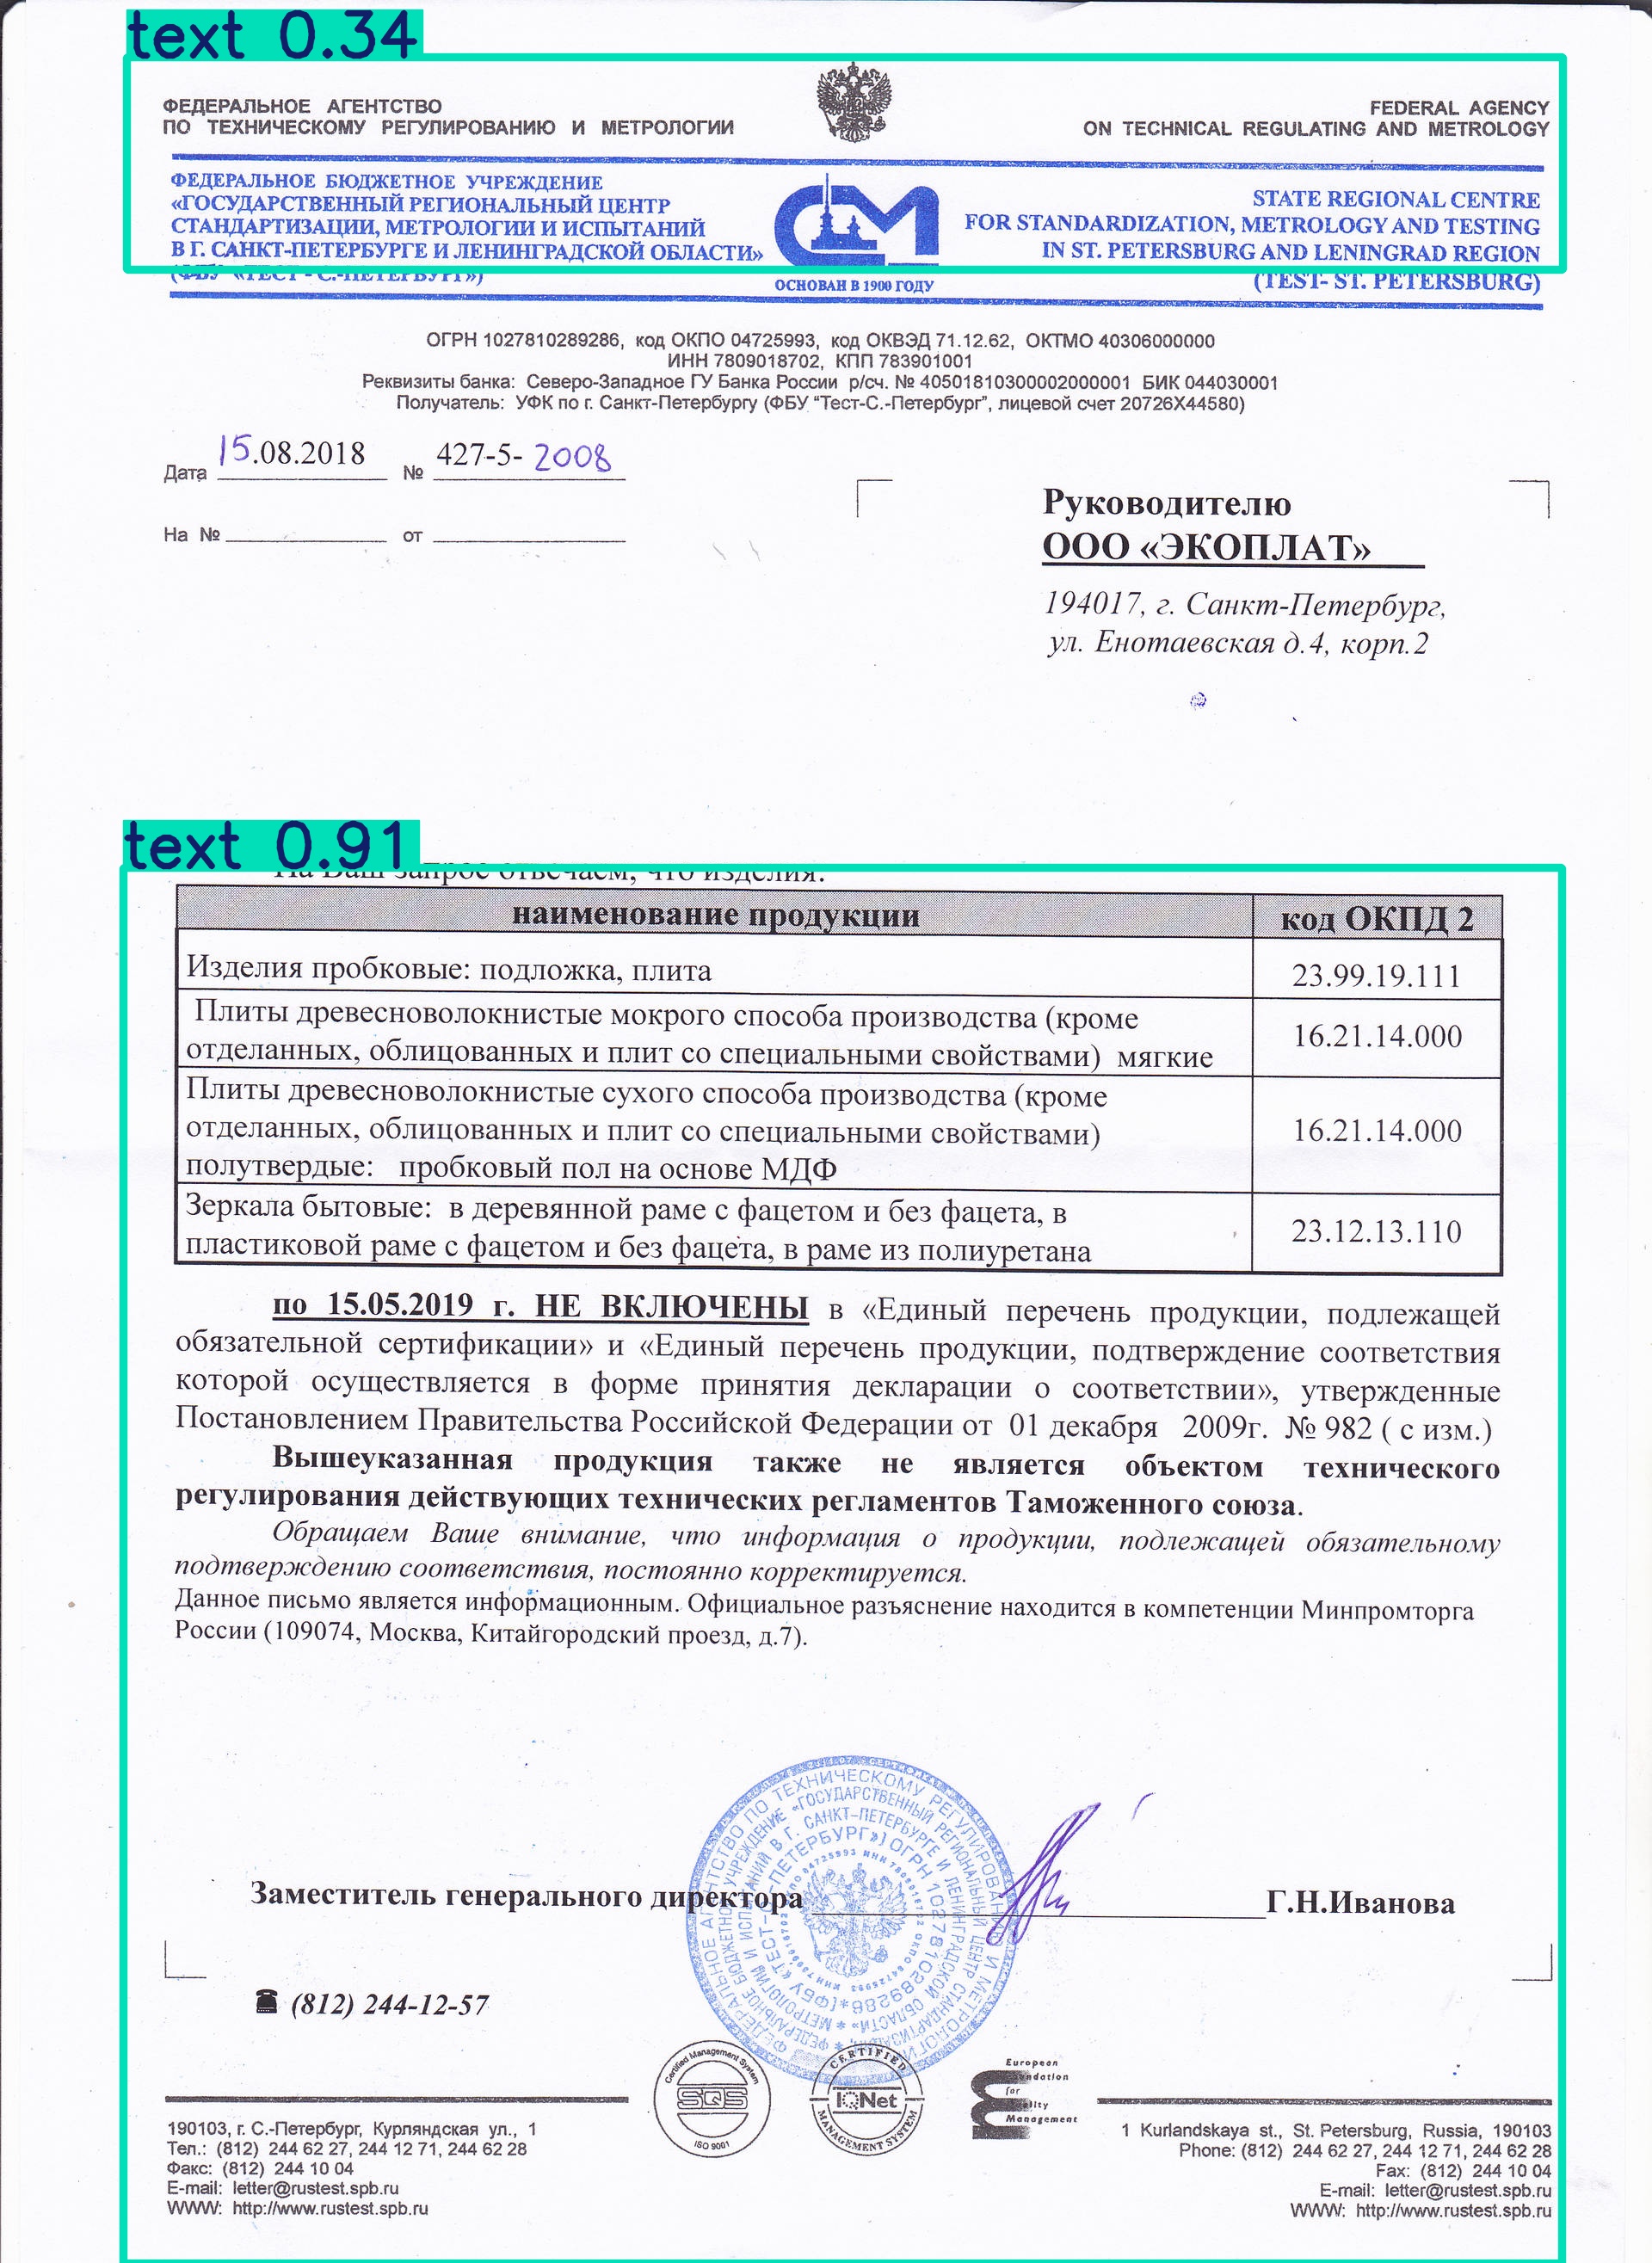 text 0.34
ФЕДЕРАЛЬНОЕ АГЕНТСТВО
ПО ТЕХНИЧЕСКОМУ РЕГУЛИРОВАНИЮ И МЕТРОЛОГИИ
FEDERAL AGENCY
ON TECHNICAL REGULATING AND METROLOGY
ФЕДЕРАЛЬНОЕ БЮДЖЕТНОЕ УЧРЕЖДЕНИЕ
«ГОСУДАРСТВЕННЫЙ РЕГИОНАЛЬНЫЙ ЦЕНТР
СТАНДАРТИЗАЦИИ, МЕТРОЛОГИИ И ИСПЫТАНИЙ
В Г. САНКТ-ПЕТЕРБУРГЕ И ЛЕНИНГРАДСКОЙ ОБЛАСТИ»
(ФБУ «ТЕСТ - С.-ПЕТЕРБУРГ»)
СМ
ОСНОВАН В 1900 ГОДУ
STATE REGIONAL CENTRE
FOR STANDARDIZATION, METROLOGY AND TESTING
IN ST. PETERSBURG AND LENINGRAD REGION
(TEST- ST. PETERSBURG)
ОГРН 1027810289286, код ОКПО 04725993, код ОКВЭД 71.12.62, ОКТМО 40306000000
ИНН 7809018702, КПП 783901001
Реквизиты банка: Северо-Западное ГУ Банка России р/сч. № 40501810300002000001 БИК 044030001
Получатель: УФК по г. Санкт-Петербургу (ФБУ “Тест-С.-Петербург”, лицевой счет 20726Х44580)
Дата 15.08.2018 № 427-5- 2008
На № от
Руководителю
ООО «ЭКОПЛАТ»
194017, г. Санкт-Петербург,
ул. Енотаевская д.4, корп.2
text 0.91
На Ваш запрос отвечаем, что изделия:
наименование продукции код ОКПД 2
Изделия пробковые: подложка, плита 23.99.19.111
Плиты древесноволокнистые мокрого способа производства (кроме
отделанных, облицованных и плит со специальными свойствами) мягкие 16.21.14.000
Плиты древесноволокнистые сухого способа производства (кроме
отделанных, облицованных и плит со специальными свойствами) 16.21.14.000
полутвердые: пробковый пол на основе МДФ
Зеркала бытовые: в деревянной раме с фацетом и без фацета, в
пластиковой раме с фацетом и без фацета, в раме из полиуретана 23.12.13.110
по 15.05.2019 г. НЕ ВКЛЮЧЕНЫ в «Единый перечень продукции, подлежащей
обязательной сертификации» и «Единый перечень продукции, подтверждение соответствия
которой осуществляется в форме принятия декларации о соответствии», утвержденные
Постановлением Правительства Российской Федерации от 01 декабря 2009г. № 982 ( с изм.)
Вышеуказанная продукция также не является объектом технического
регулирования действующих технических регламентов Таможенного союза.
Обращаем Ваше внимание, что информация о продукции, подлежащей обязательному
подтверждению соответствия, постоянно корректируется.
Данное письмо является информационным. Официальное разъяснение находится в компетенции Минпромторга
России (109074, Москва, Китайгородский проезд, д.7).
Заместитель генерального директора Г.Н.Иванова
(812) 244-12-57
Certified Management System
SQS
ISO 9001
CERTIFIED
IQNet
MANAGEMENT SYSTEM
European
Management
190103, г. С.-Петербург, Курляндская ул., 1
Тел.: (812) 244 62 27, 244 12 71, 244 62 28
Факс: (812) 244 10 04
E-mail: letter@rustest.spb.ru
WWW: http://www.rustest.spb.ru
1 Kurlandskaya st., St. Petersburg, Russia, 190103
Phone: (812) 244 62 27, 244 12 71, 244 62 28
Fax: (812) 244 10 04
E-mail: letter@rustest.spb.ru
WWW: http://www.rustest.spb.ru